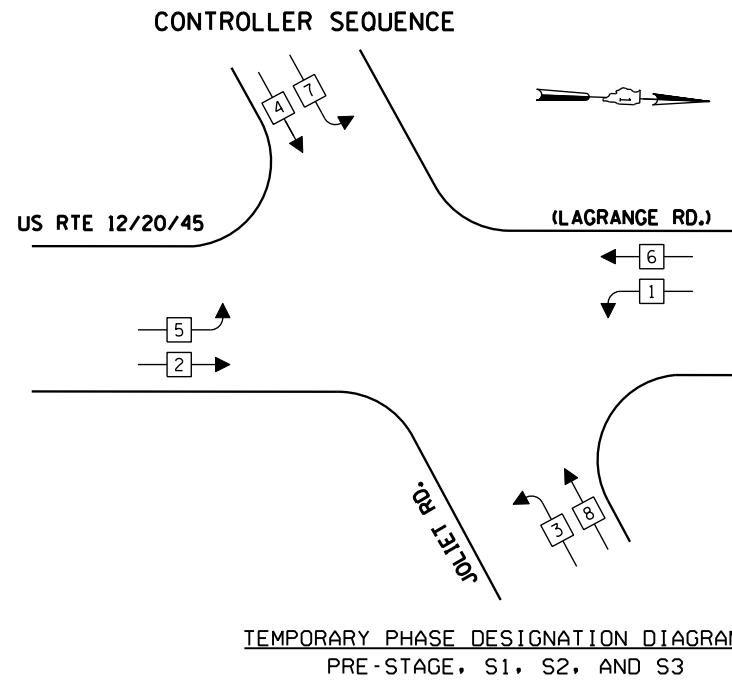 CONTROLLER SEQUENCE
4
7
US RTE 12/20/45
(LAGRANGE RD.)
6
1
5
2
JOLIET RD.
3
8
TEMPORARY PHASE DESIGNATION DIAGRAM
PRE-STAGE, S1, S2, AND S3